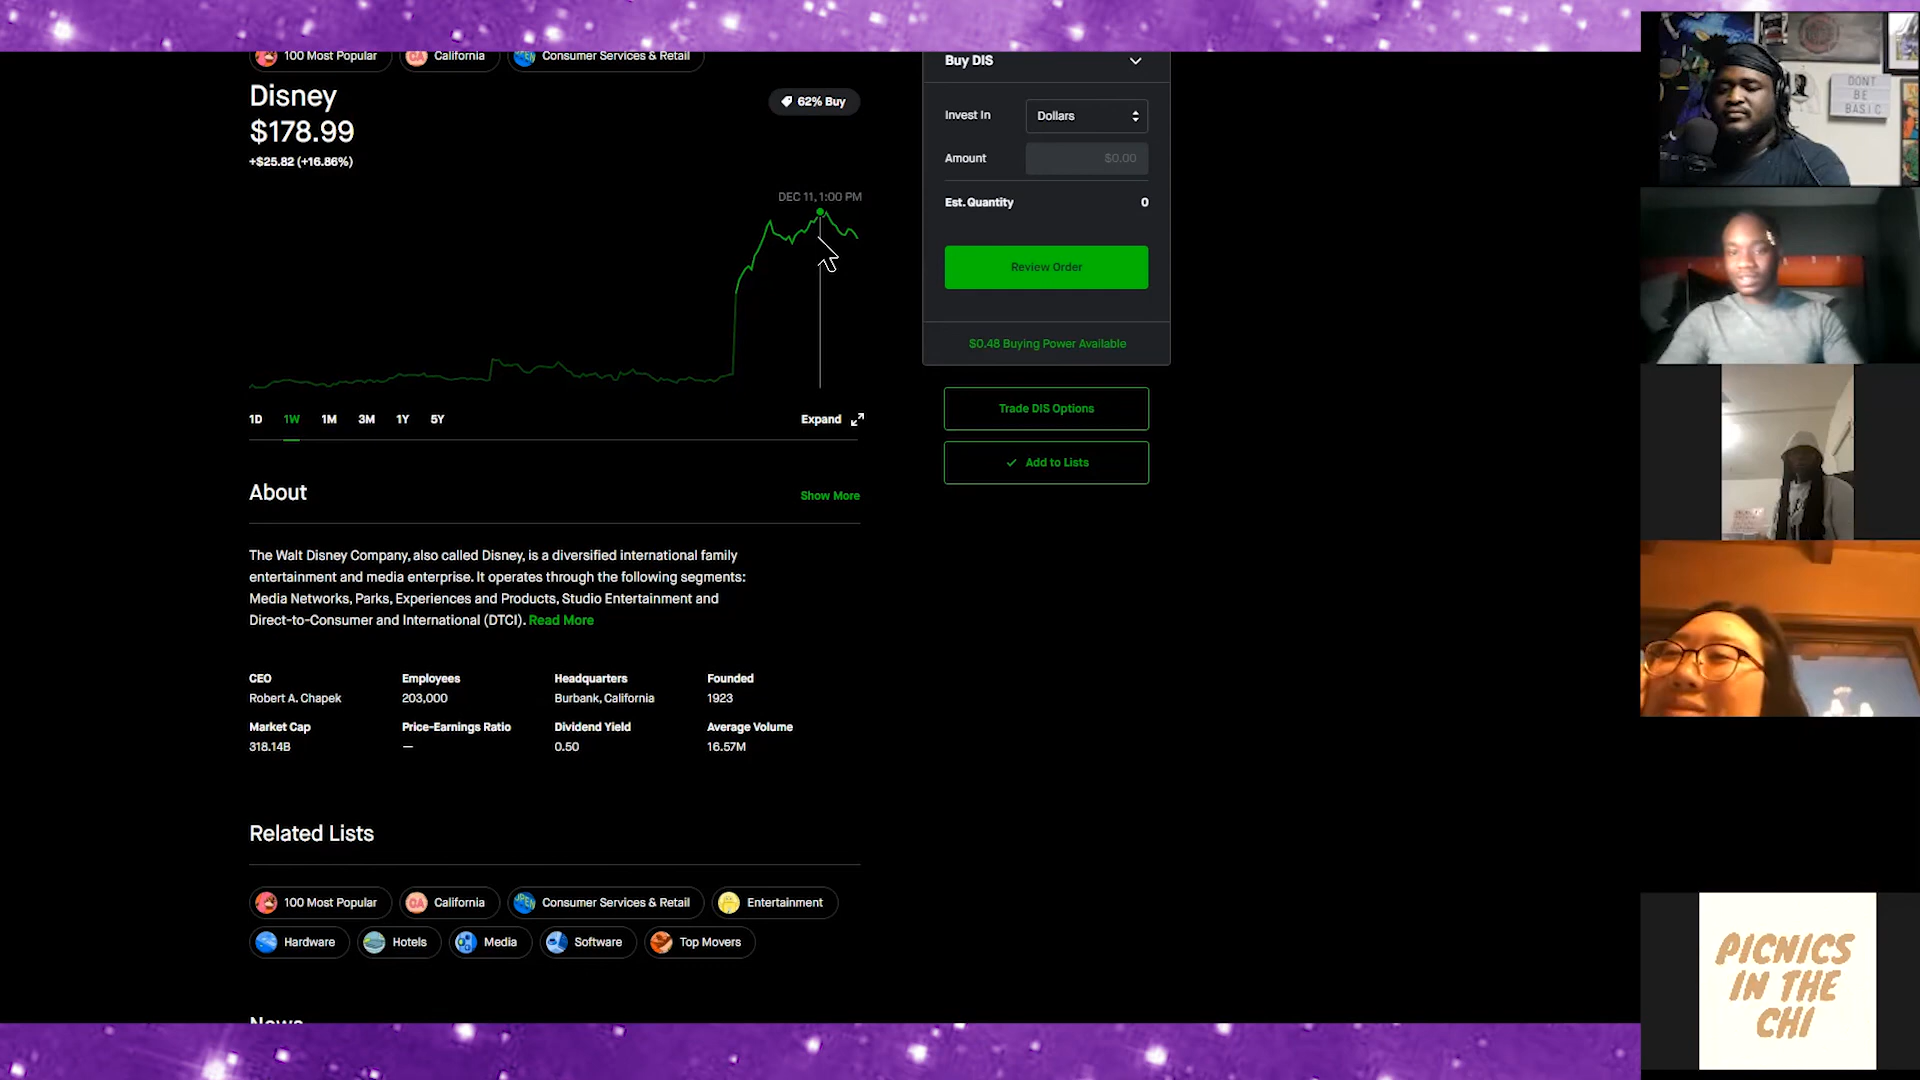 100 Most Popular
California
Consumer Services & Retail
Disney
$178.99
+$25.82 (+16.86%)
62% Buy
DEC 11, 1:00 PM
1D
1W
1M
3M
1Y
5Y
Expand
Buy DIS
Invest In
Dollars
Amount
$0.00
Est. Quantity
0
Review Order
$0.48 Buying Power Available
Trade DIS Options
Add to Lists
About
Show More
The Walt Disney Company, also called Disney, is a diversified international family
entertainment and media enterprise. It operates through the following segments:
Media Networks, Parks, Experiences and Products, Studio Entertainment and
Direct-to-Consumer and International (DTCI). Read More
CEO
Robert A. Chapek
Employees
203,000
Headquarters
Burbank, California
Founded
1923
Market Cap
318.14B
Price-Earnings Ratio
—
Dividend Yield
0.50
Average Volume
16.57M
Related Lists
100 Most Popular
California
Consumer Services & Retail
Entertainment
Hardware
Hotels
Media
Software
Top Movers
News
DONT
BE
BASIC
PICNICS
IN THE
CHI